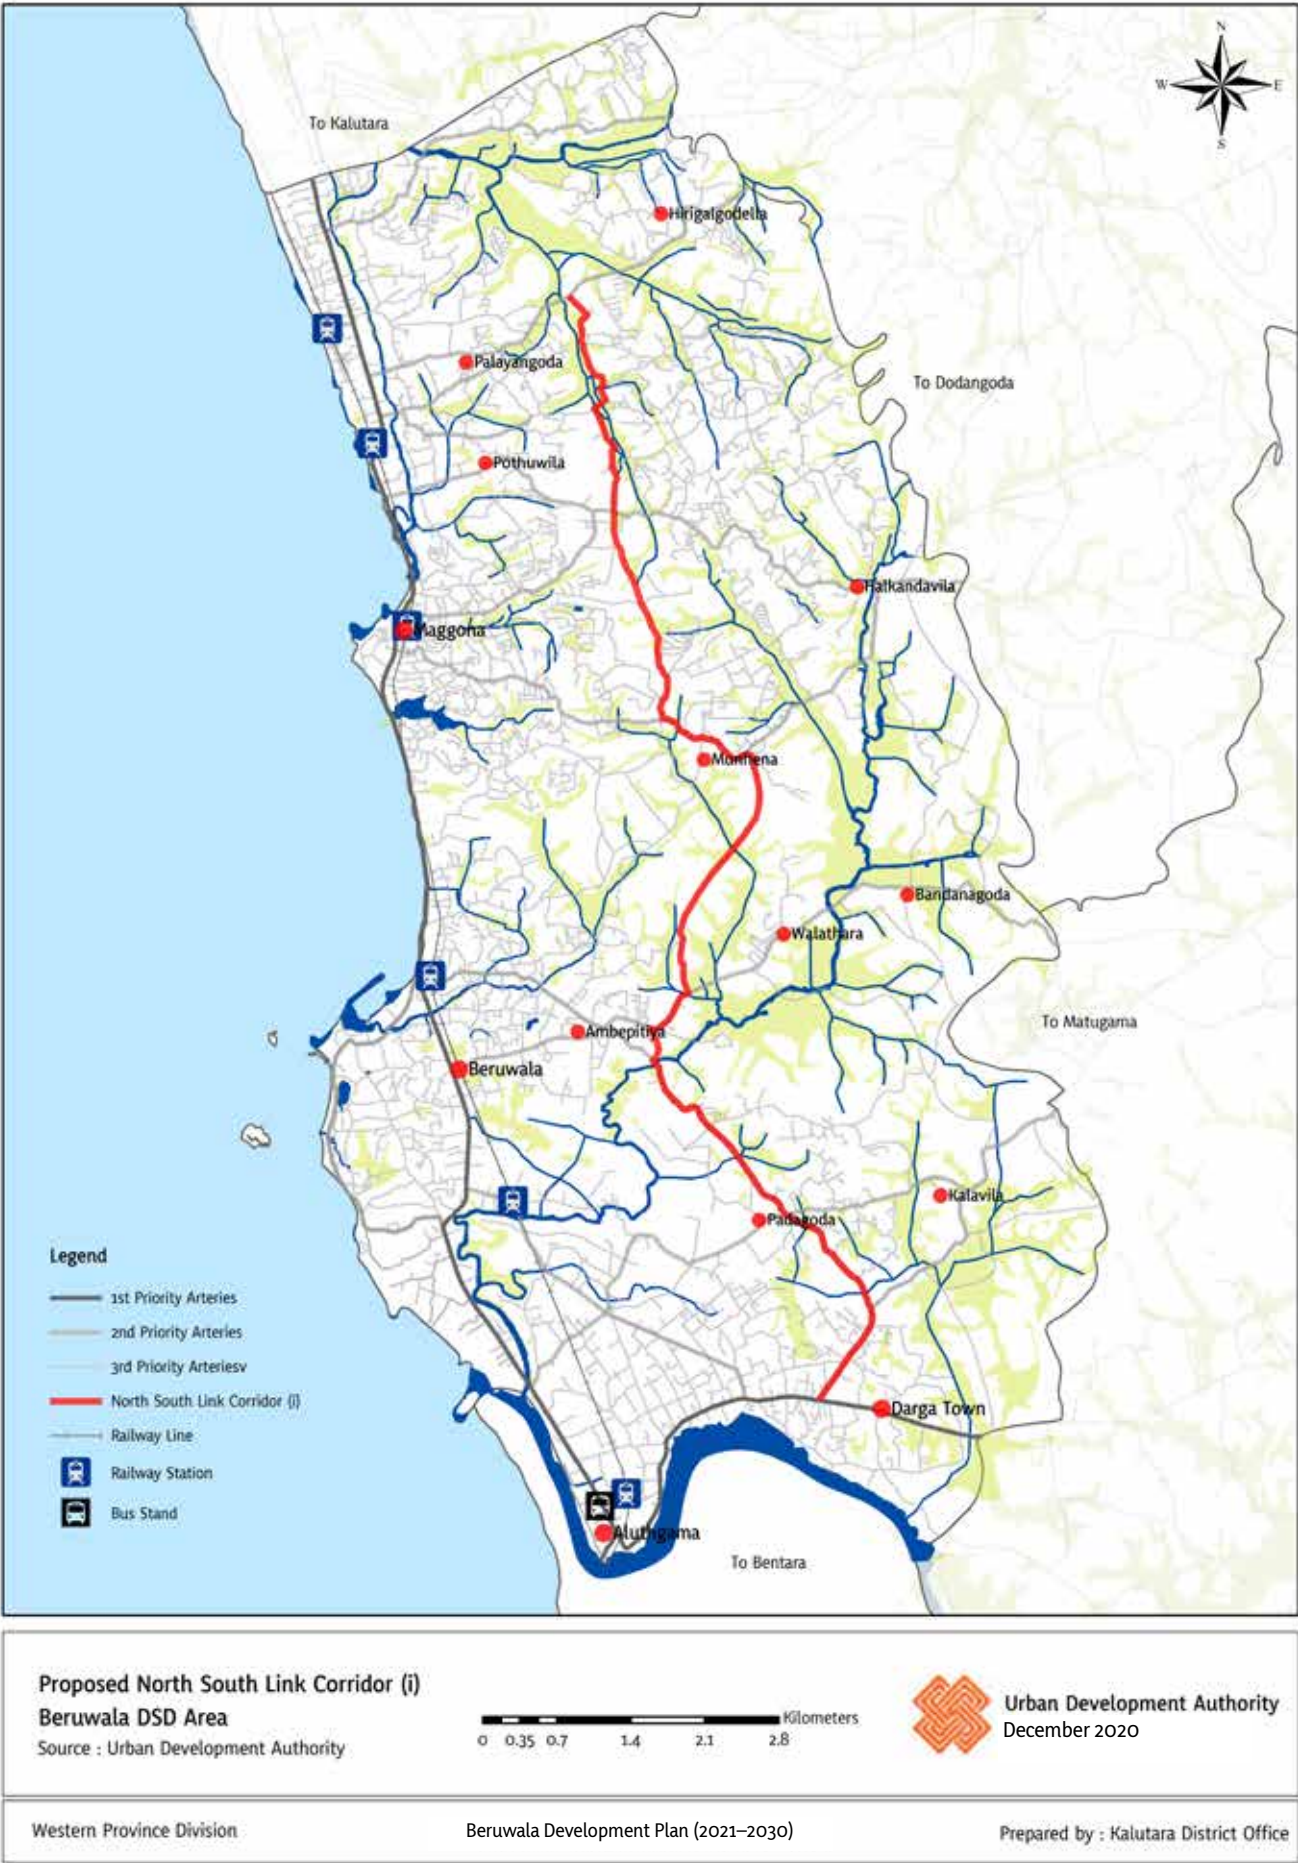 N
W E
S
To Kalutara
Hirigalgodella
Palayangoda
To Dodangoda
Pothuwila
Halkandavila
Maggona
Morihena
Bandanagoda
Walathara
To Matugama
Ambepitiya
Beruwala
Kalavila
Padagoda
Legend
1st Priority Arteries
2nd Priority Arteries
3rd Priority Arteriesv
North South Link Corridor (i)
Railway Line
Railway Station
Bus Stand
Darga Town
Aluthgama
To Bentara
Proposed North South Link Corridor (i)
Beruwala DSD Area
Source : Urban Development Authority
Kilometers
0 0.35 0.7 1.4 2.1 2.8
Urban Development Authority
December 2020
Western Province Division
Beruwala Development Plan (2021–2030)
Prepared by : Kalutara District Office